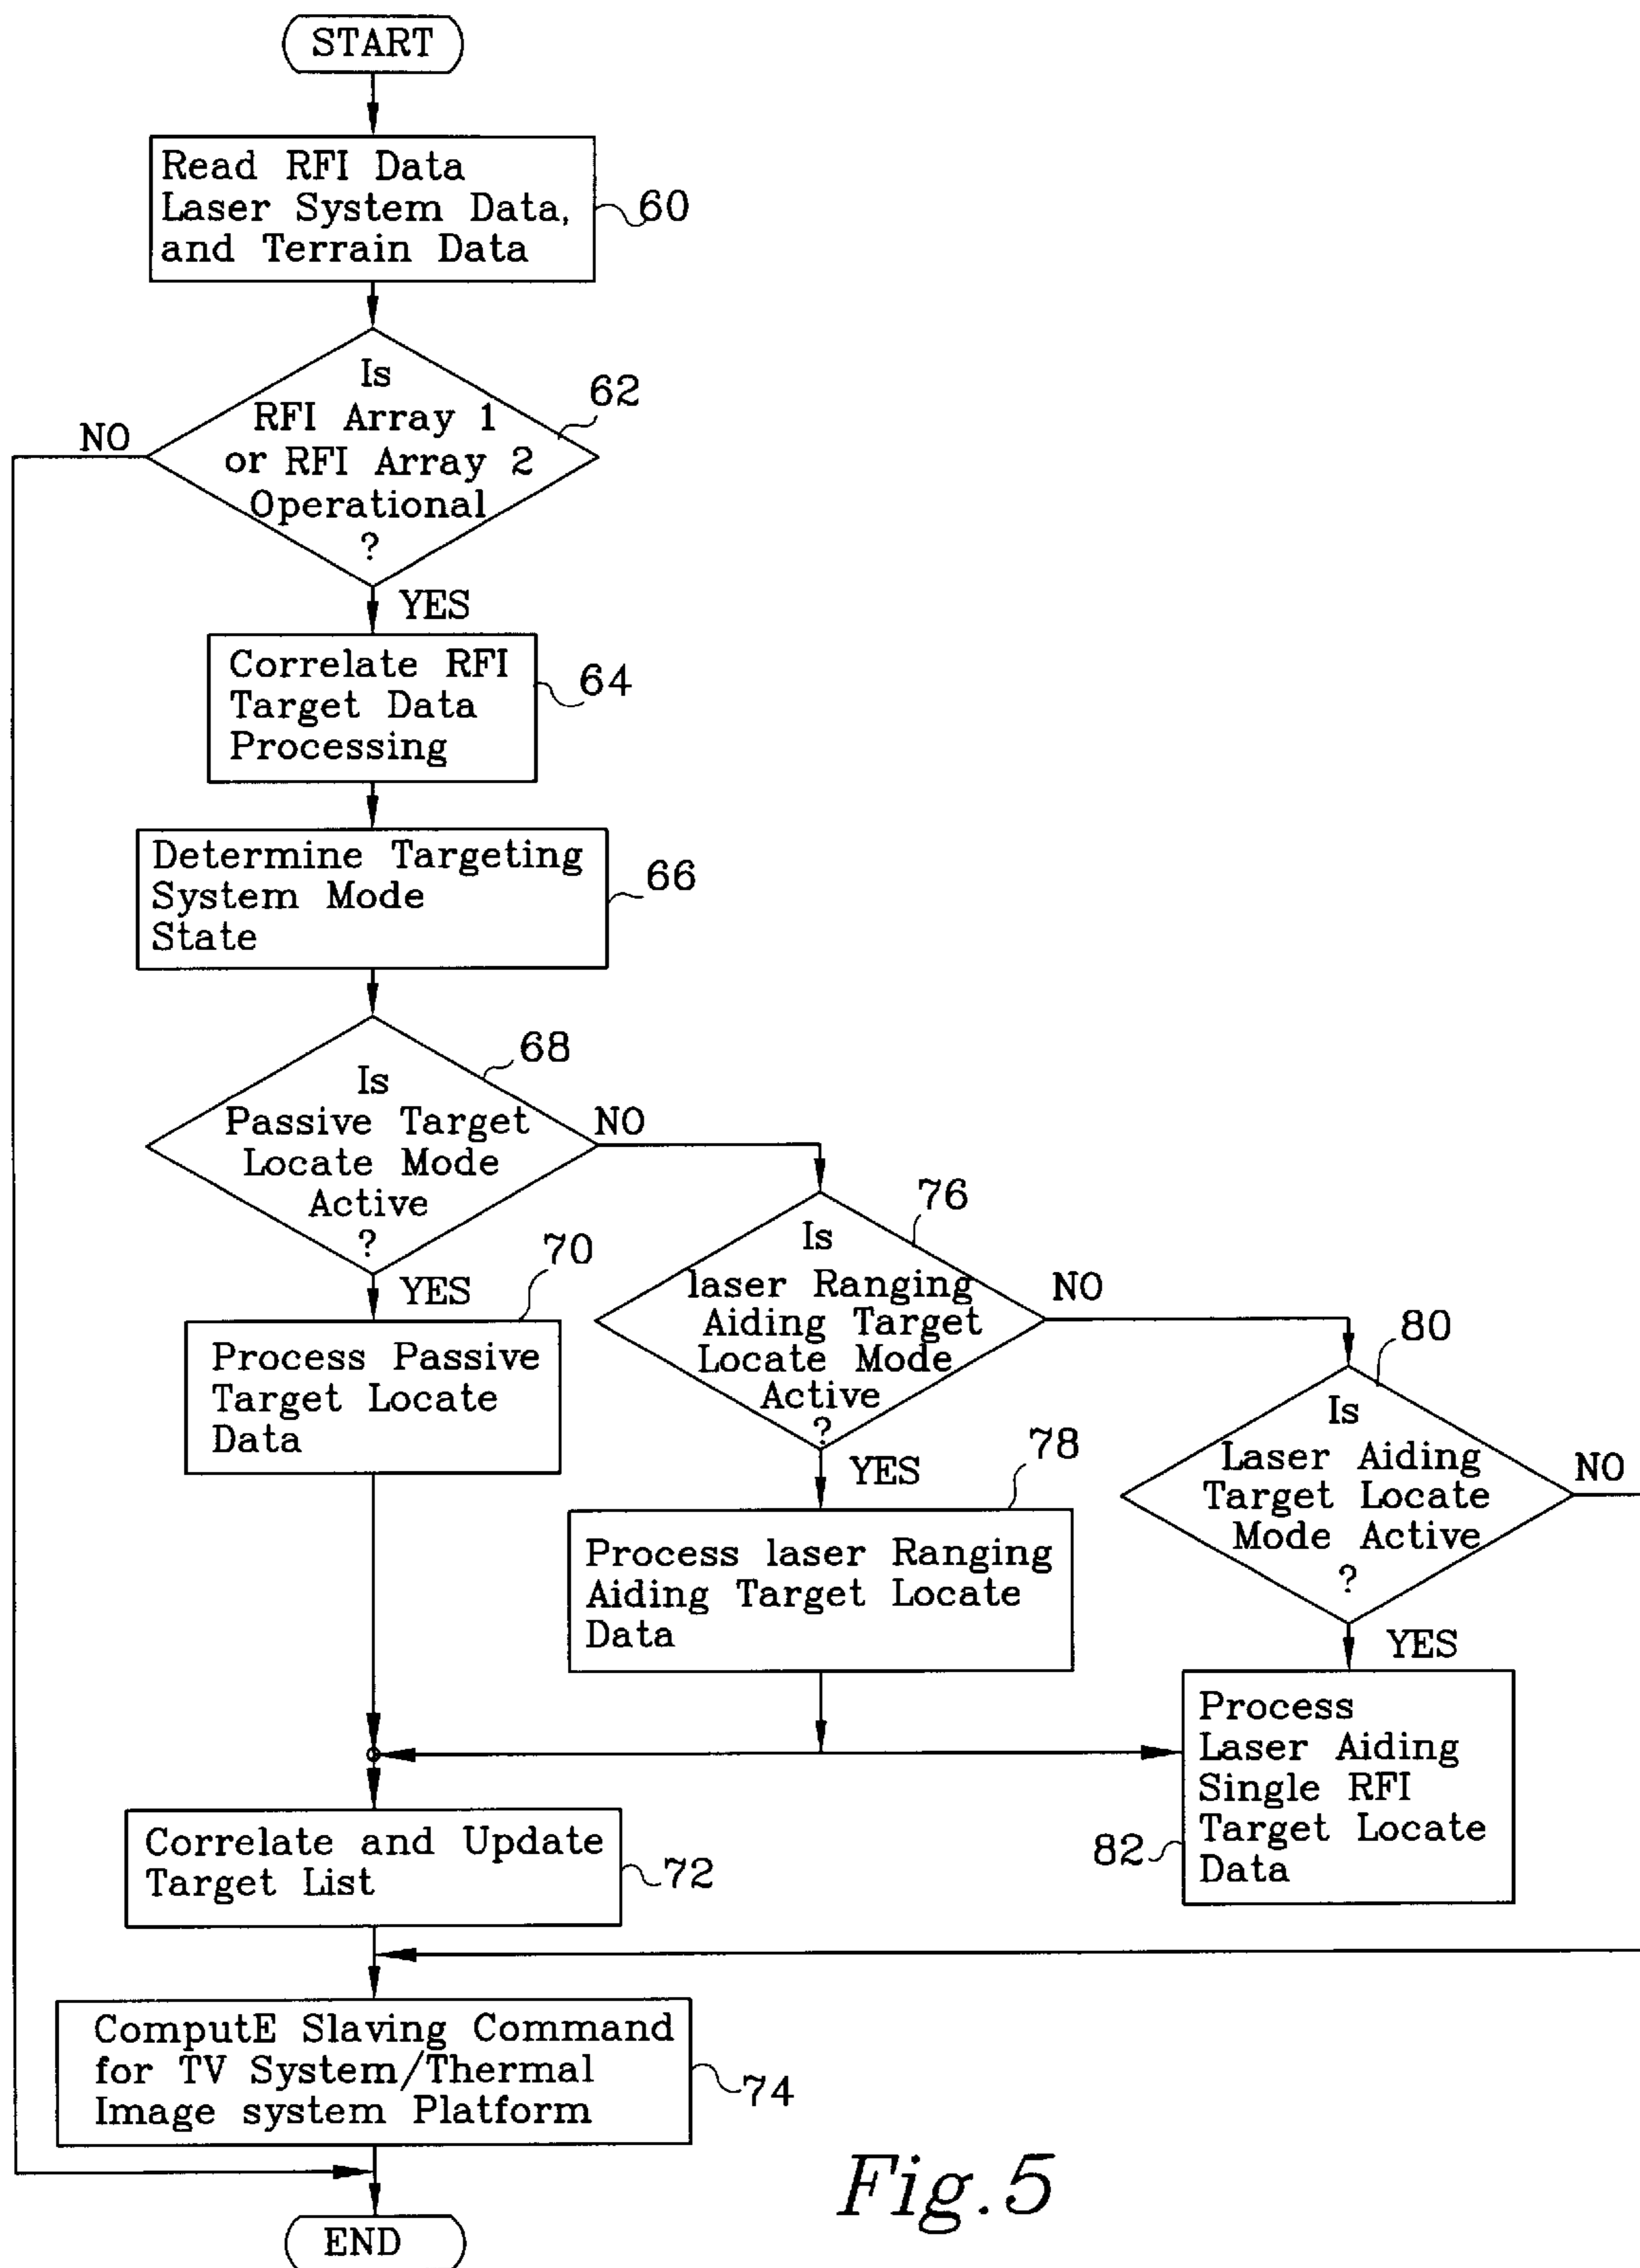 START
Read RFI Data
Laser System Data,
and Terrain Data
60
Is
RFI Array 1
or RFI Array 2
Operational
?
62
NO
YES
Correlate RFI
Target Data
Processing
64
Determine Targeting
System Mode
State
66
Is
Passive Target
Locate Mode
Active
?
68
NO
YES
Process Passive
Target Locate
Data
70
Is
laser Ranging
Aiding Target
Locate Mode
Active
?
76
NO
YES
Process laser Ranging
Aiding Target Locate
Data
78
Is
Laser Aiding
Target Locate
Mode Active
?
80
NO
YES
Process
Laser Aiding
Single RFI
Target Locate
Data
82
Correlate and Update
Target List
72
ComputE Slaving Command
for TV System/Thermal
Image system Platform
74
END
Fig.5